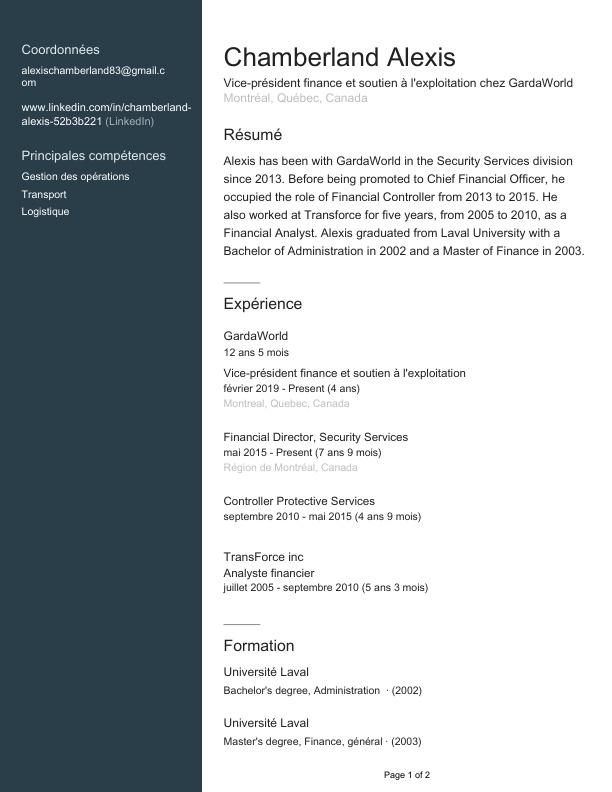 Coordonnées
alexischamberland83@gmail.c
om
www.linkedin.com/in/chamberland-
alexis-52b3b221 (LinkedIn)
Principales compétences
Gestion des opérations
Transport
Logistique
Chamberland Alexis
Vice-président finance et soutien à l'exploitation chez GardaWorld
Montréal, Québec, Canada
Résumé
Alexis has been with GardaWorld in the Security Services division
since 2013. Before being promoted to Chief Financial Officer, he
occupied the role of Financial Controller from 2013 to 2015. He
also worked at Transforce for five years, from 2005 to 2010, as a
Financial Analyst. Alexis graduated from Laval University with a
Bachelor of Administration in 2002 and a Master of Finance in 2003.
Expérience
GardaWorld
12 ans 5 mois
Vice-président finance et soutien à l'exploitation
février 2019 - Present (4 ans)
Montreal, Quebec, Canada
Financial Director, Security Services
mai 2015 - Present (7 ans 9 mois)
Région de Montréal, Canada
Controller Protective Services
septembre 2010 - mai 2015 (4 ans 9 mois)
TransForce inc
Analyste financier
juillet 2005 - septembre 2010 (5 ans 3 mois)
Formation
Université Laval
Bachelor's degree, Administration · (2002)
Université Laval
Master's degree, Finance, général · (2003)
Page 1 of 2